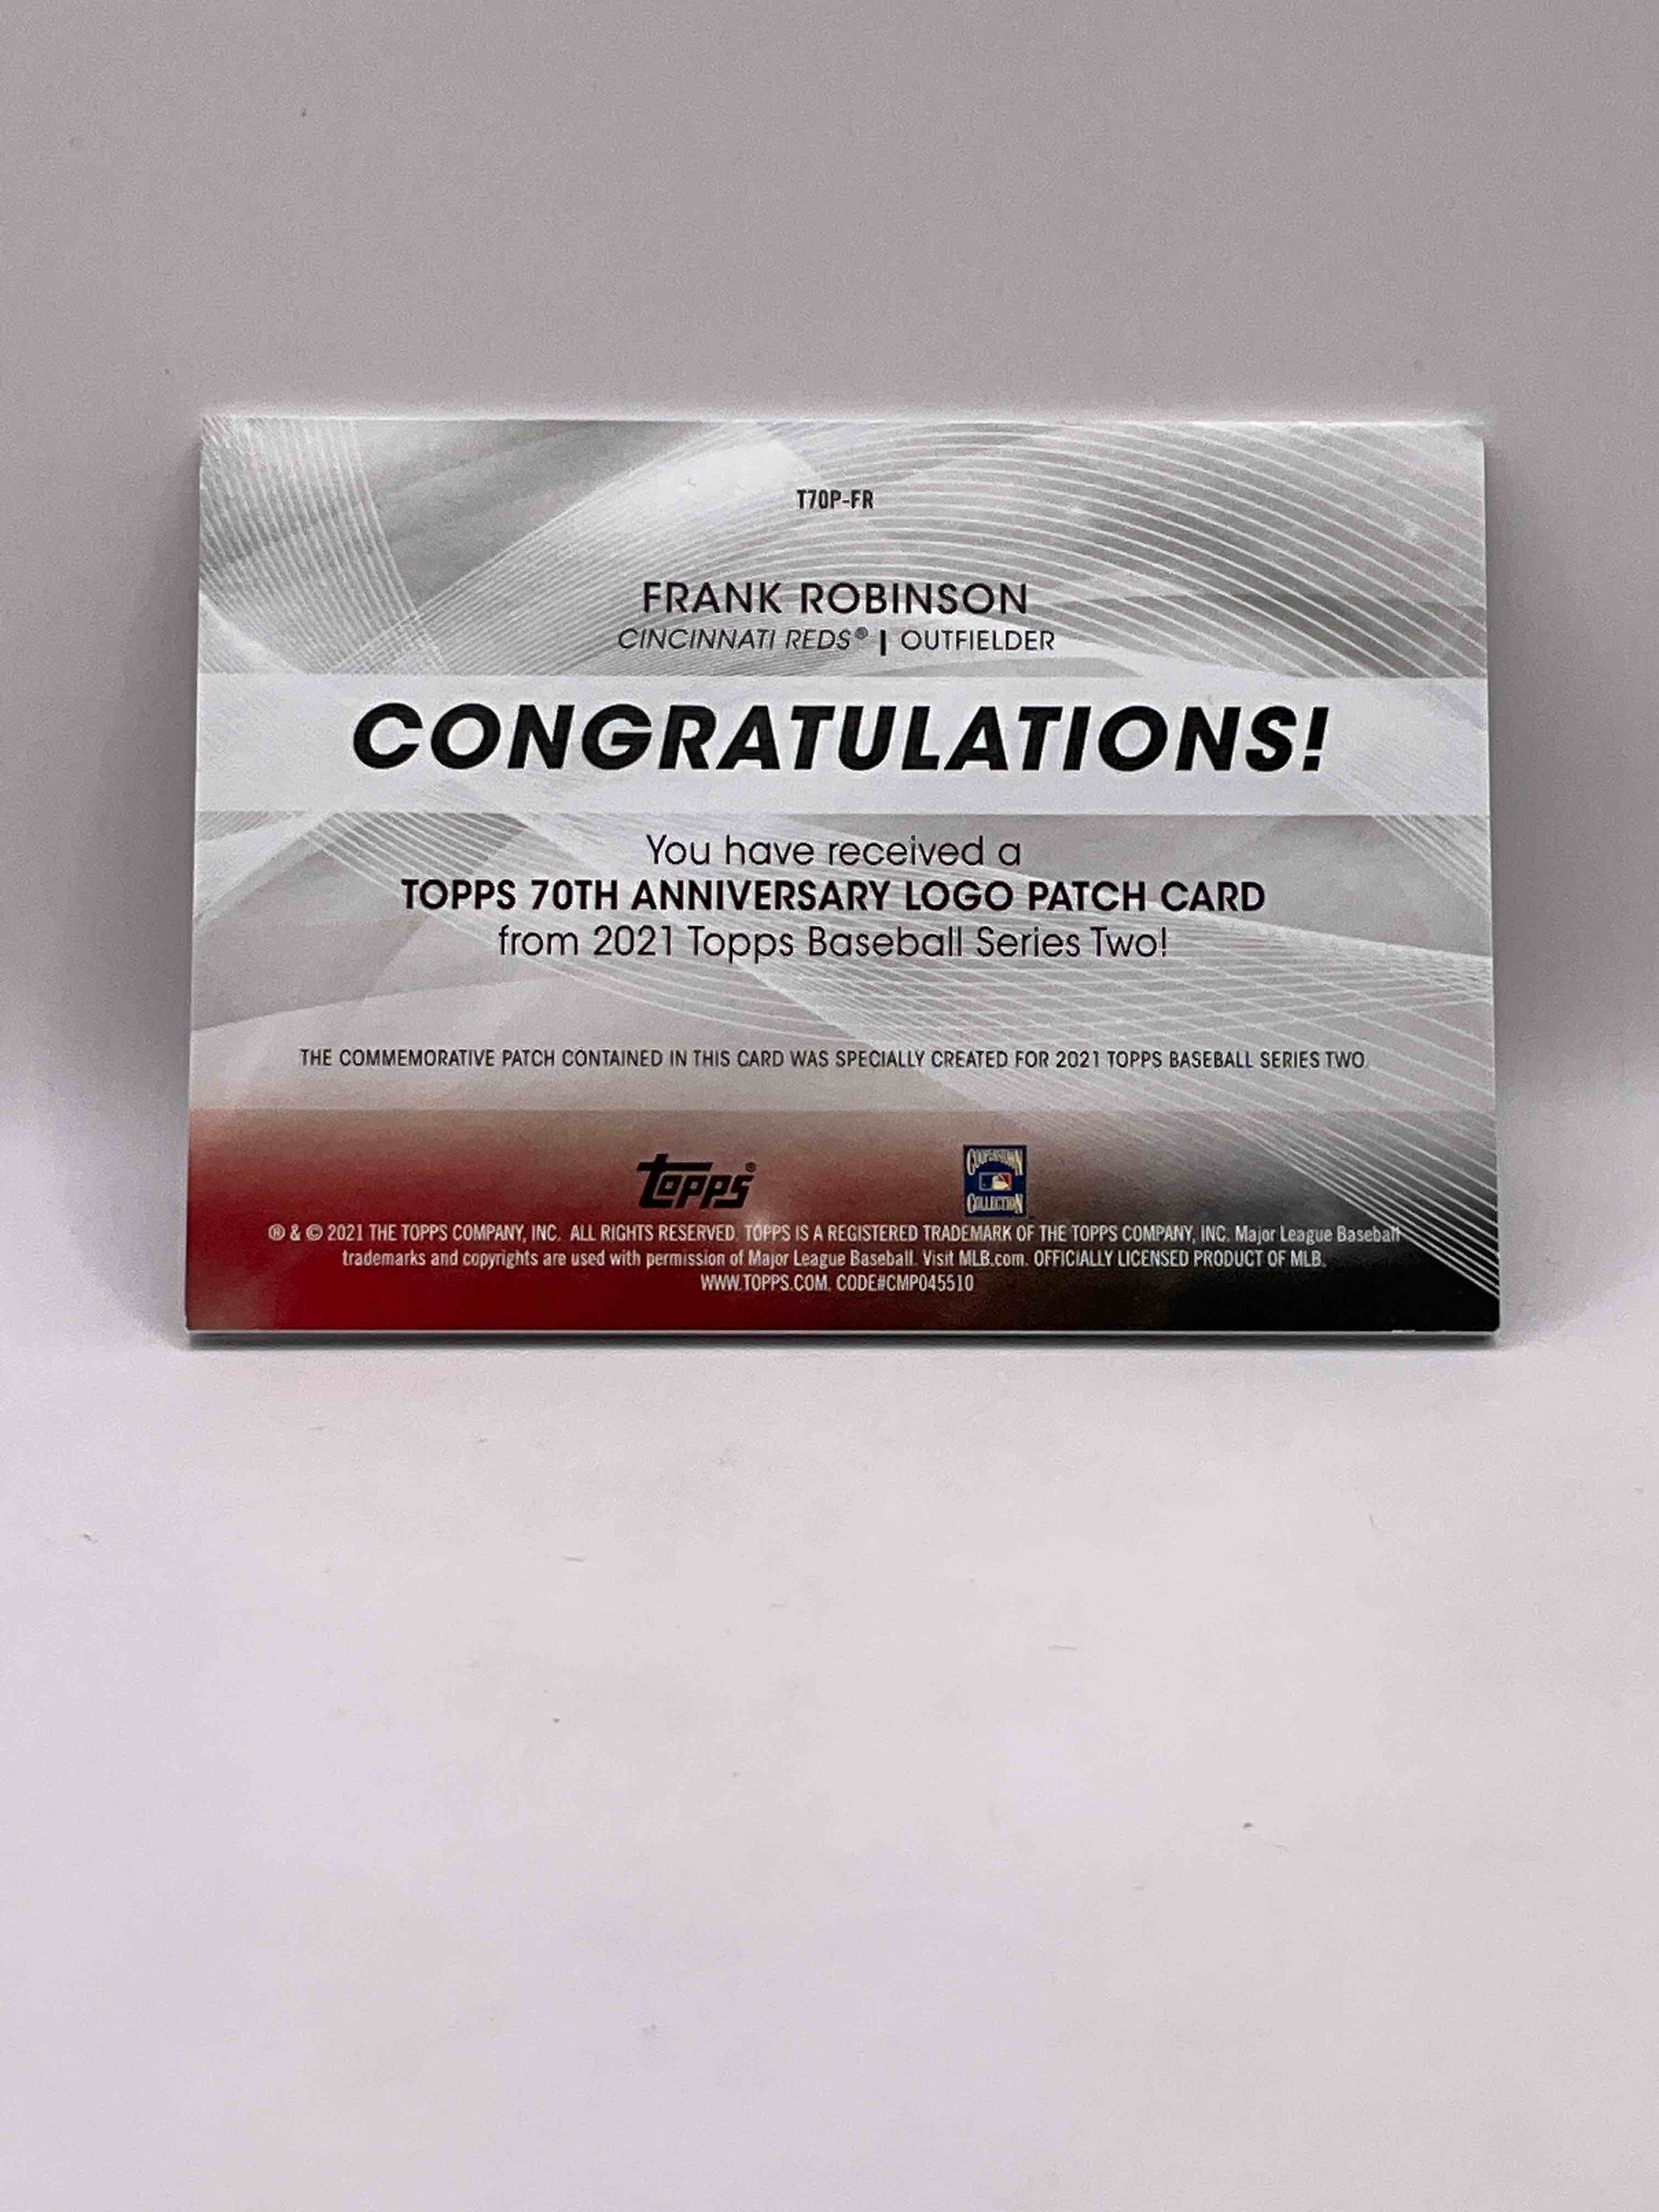 T70P-FR
FRANK ROBINSON
CINCINNATI REDS® | OUTFIELDER
CONGRATULATIONS!
You have received a
TOPPS 70TH ANNIVERSARY LOGO PATCH CARD
from 2021 Topps Baseball Series Two!
THE COMMEMORATIVE PATCH CONTAINED IN THIS CARD WAS SPECIALLY CREATED FOR 2021 TOPPS BASEBALL SERIES TWO.
Topps®
COOPERSTOWN
COLLECTION
® & © 2021 THE TOPPS COMPANY, INC. ALL RIGHTS RESERVED. TOPPS IS A REGISTERED TRADEMARK OF THE TOPPS COMPANY, INC. Major League Baseball
trademarks and copyrights are used with permission of Major League Baseball. Visit MLB.com. OFFICIALLY LICENSED PRODUCT OF MLB.
WWW.TOPPS.COM. CODE#CMP045510